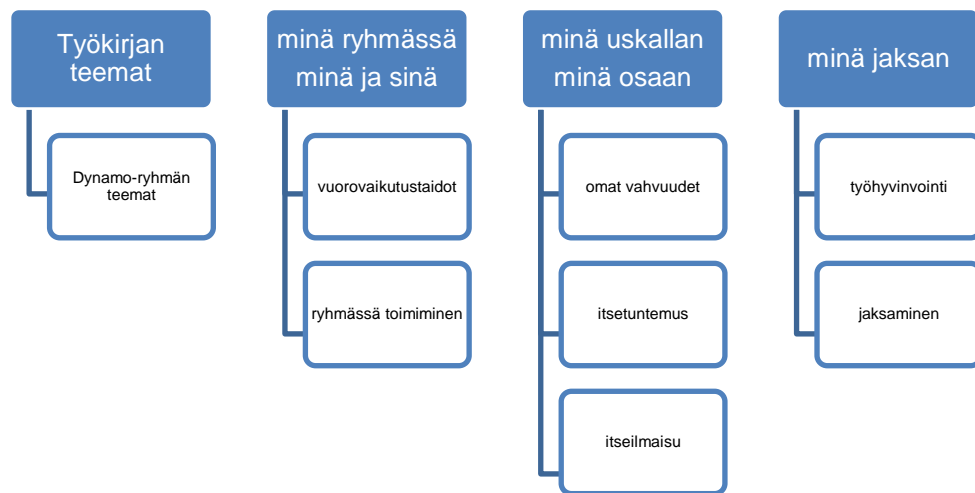 Työkirjan
teemat
Dynamo-ryhmän
teemat
minä ryhmässä
minä ja sinä
vuorovaikutustaidot
ryhmässä toimiminen
minä uskallan
minä osaan
omat vahvuudet
itsetuntemus
itseilmaisu
minä jaksan
työhyvinvointi
jaksaminen